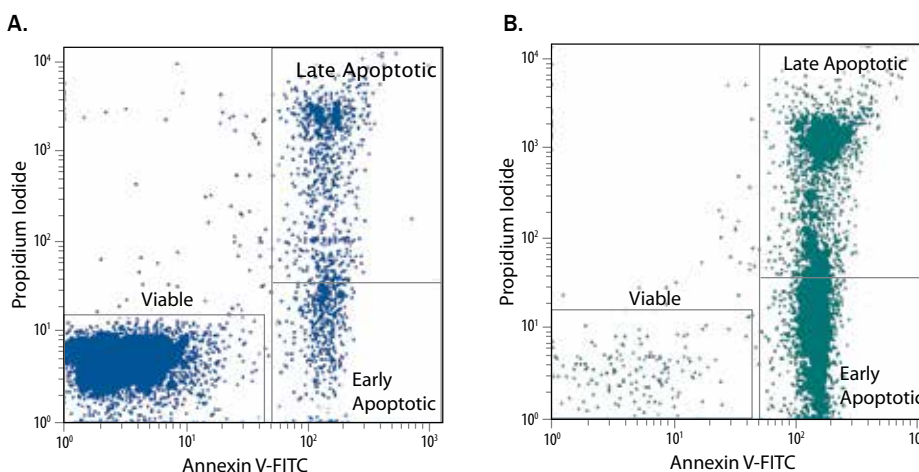 A.
10⁴
10³
10²
10¹
10⁰
Propidium Iodide
Late Apoptotic
Viable
Early
Apoptotic
10⁰ 10¹ 10² 10³
Annexin V-FITC
B.
10⁴
10³
10²
10¹
10⁰
Propidium Iodide
Late Apoptotic
Viable
Early
Apoptotic
10⁰ 10¹ 10²
Annexin V-FITC